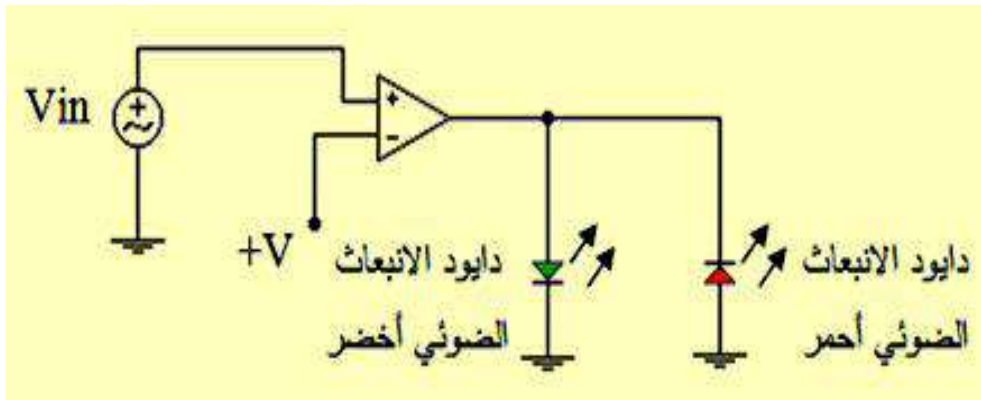 Vin
+
+
-
+V
دايود الانبعاث
الضوئي أخضر
دايود الانبعاث
الضوئي أحمر